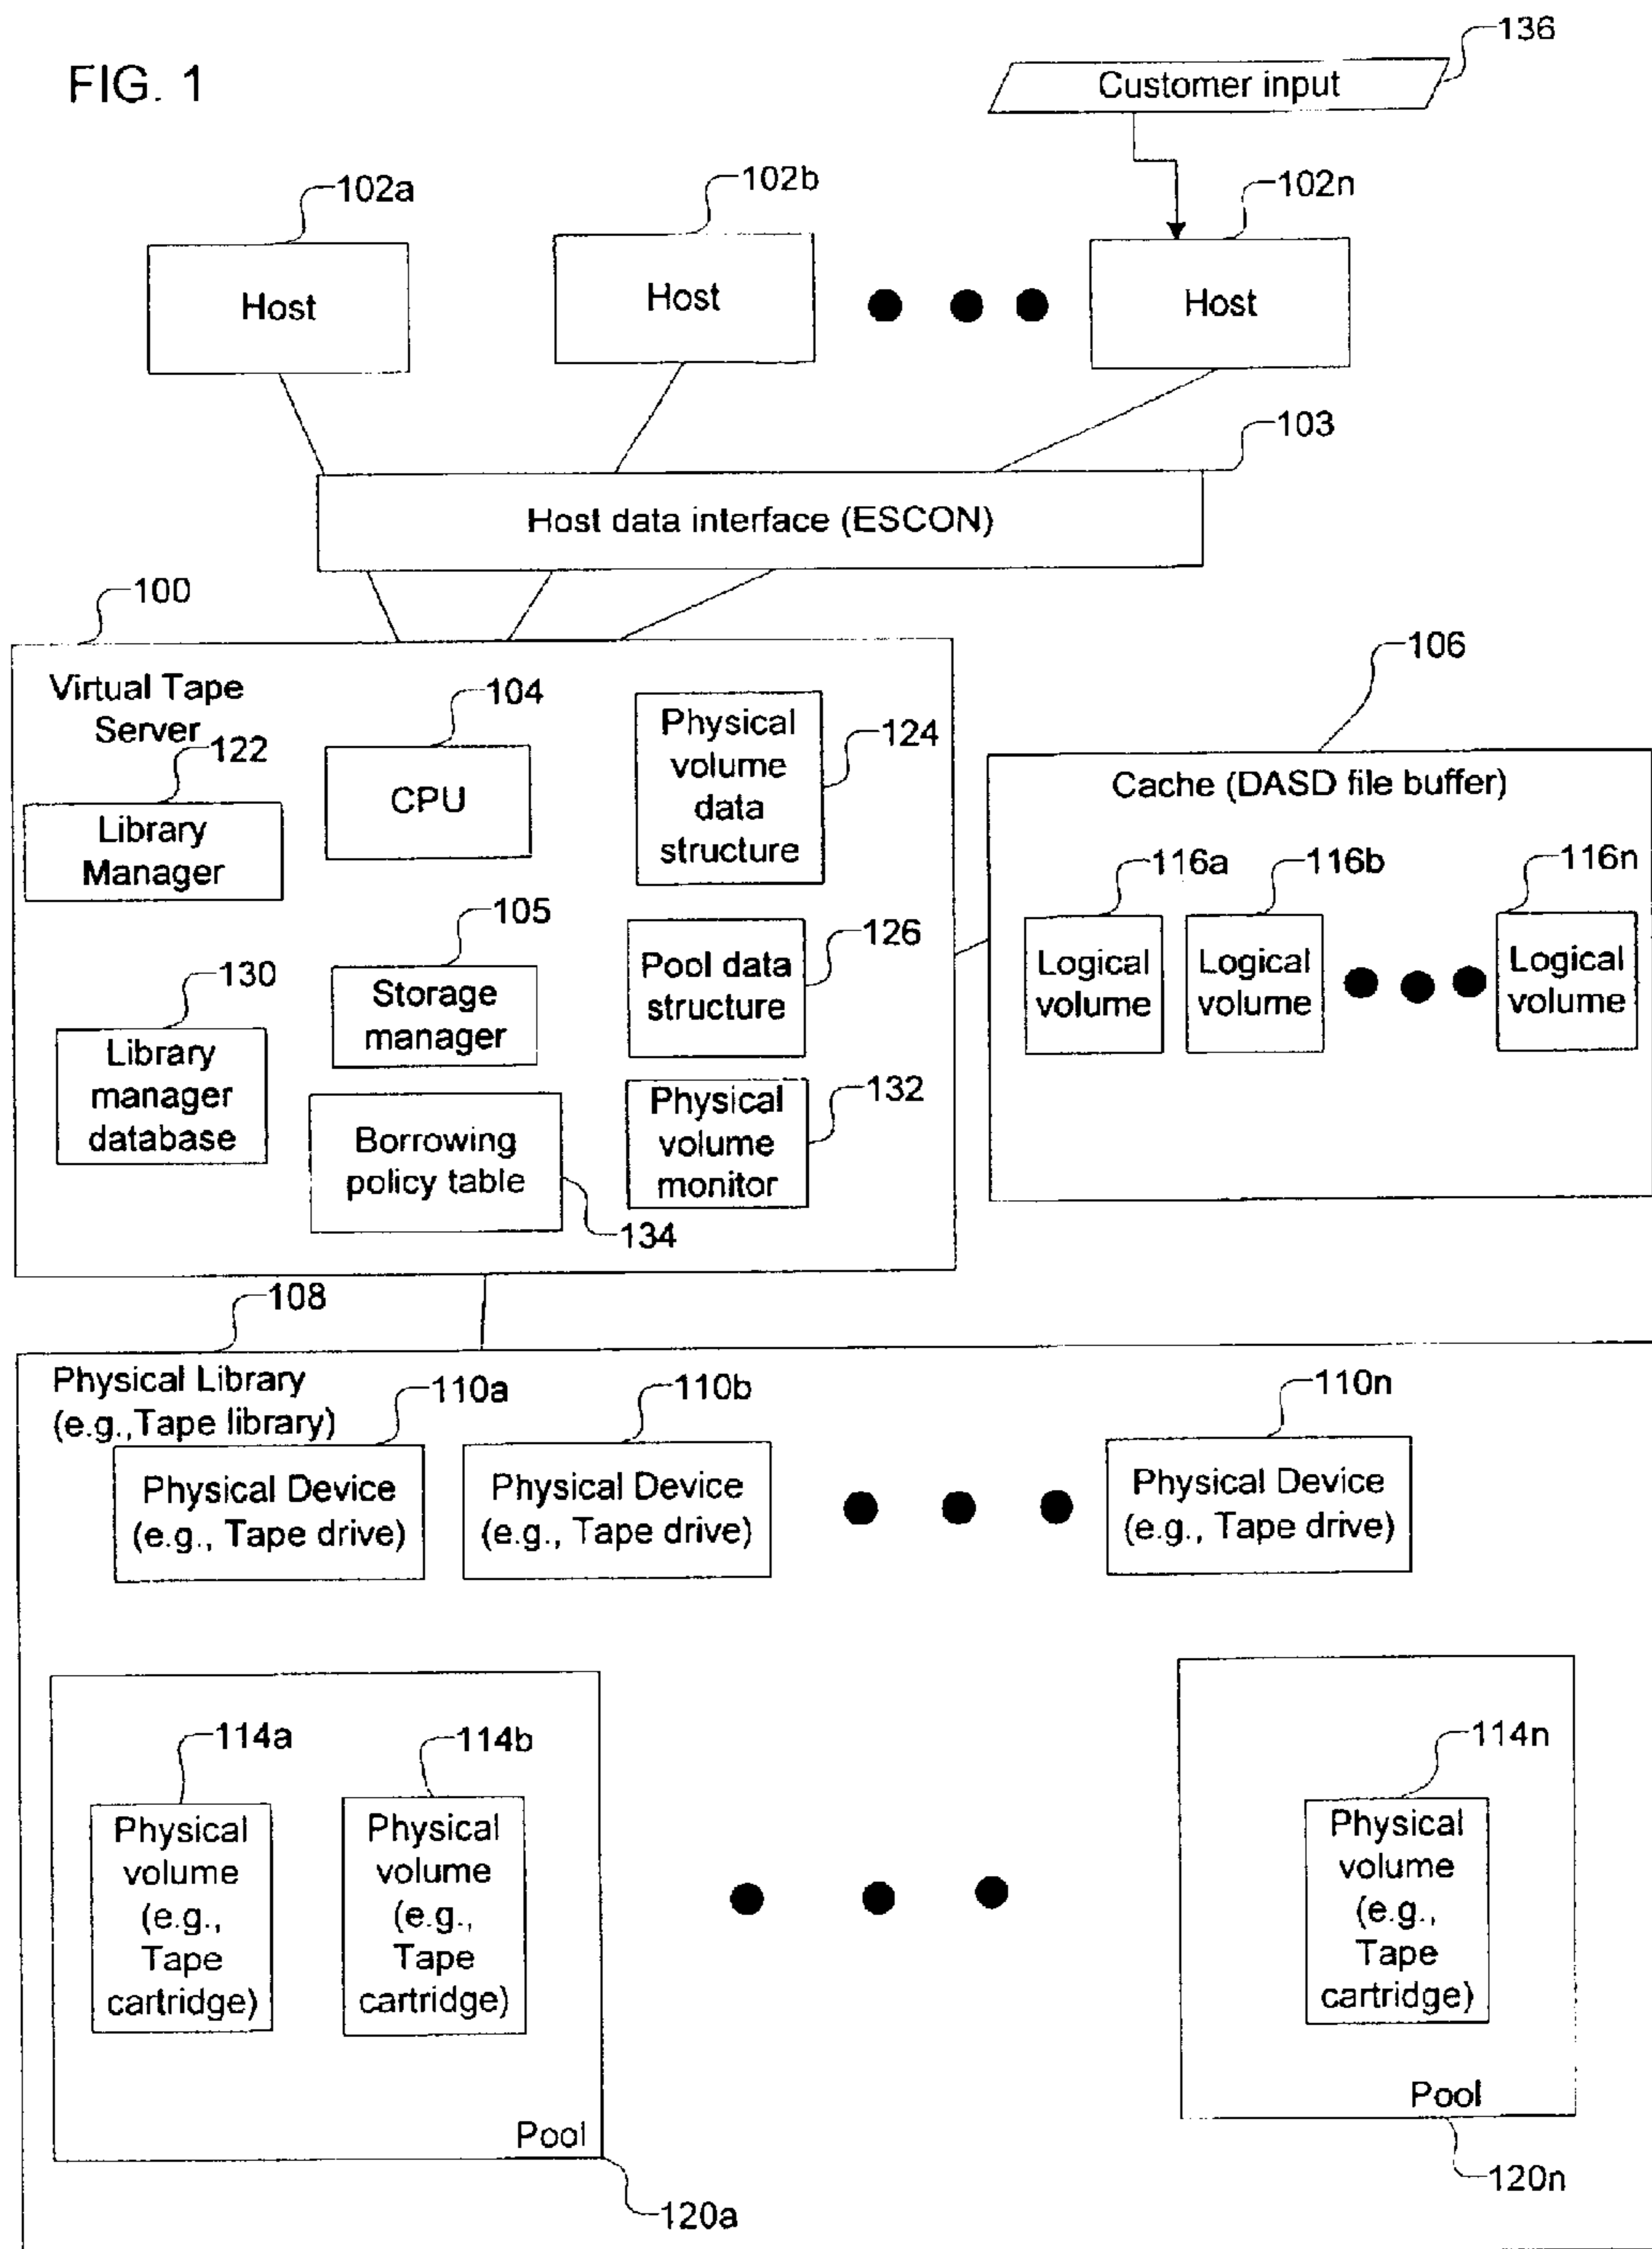 FIG. 1
136
Customer input
102a
102b
102n
Host
Host
Host
103
Host data interface (ESCON)
100
Virtual Tape
Server
122
Library
Manager
104
CPU
Physical
volume
data
structure
124
106
Cache (DASD file buffer)
116a
116b
116n
Logical
volume
Logical
volume
Logical
volume
105
Storage
manager
Pool data
structure
126
130
Library
manager
database
Borrowing
policy table
134
Physical
volume
monitor
132
108
Physical Library
(e.g.,Tape library)
110a
110b
110n
Physical Device
(e.g., Tape drive)
Physical Device
(e.g., Tape drive)
Physical Device
(e.g., Tape drive)
114a
114b
114n
Physical
volume
(e.g.,
Tape
cartridge)
Physical
volume
(e.g.,
Tape
cartridge)
Physical
volume
(e.g.,
Tape
cartridge)
Pool
Pool
120a
120n